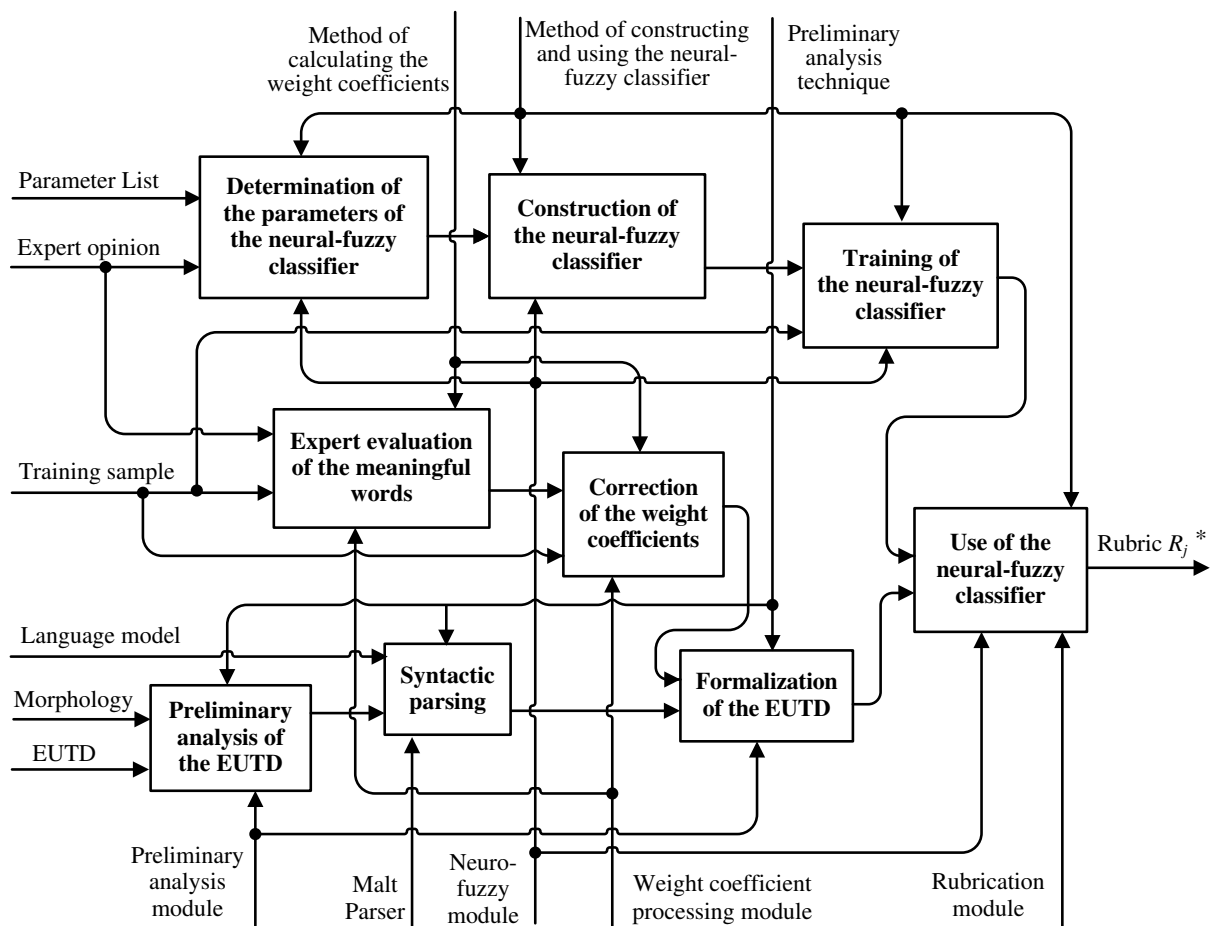 Method of
calculating the
weight coefficients
Method of constructing
and using the neural-
fuzzy classifier
Preliminary
analysis
technique
Parameter List
Expert opinion
Determination of
the parameters of
the neural-fuzzy
classifier
Construction of
the neural-fuzzy
classifier
Training of
the neural-fuzzy
classifier
Training sample
Expert evaluation
of the meaningful
words
Correction
of the weight
coefficients
Use of the
neural-fuzzy
classifier
Rubric Rj *
Language model
Morphology
EUTD
Preliminary
analysis of
the EUTD
Syntactic
parsing
Formalization
of the EUTD
Preliminary
analysis
module
Malt
Parser
Neuro-
fuzzy
module
Weight coefficient
processing module
Rubrication
module